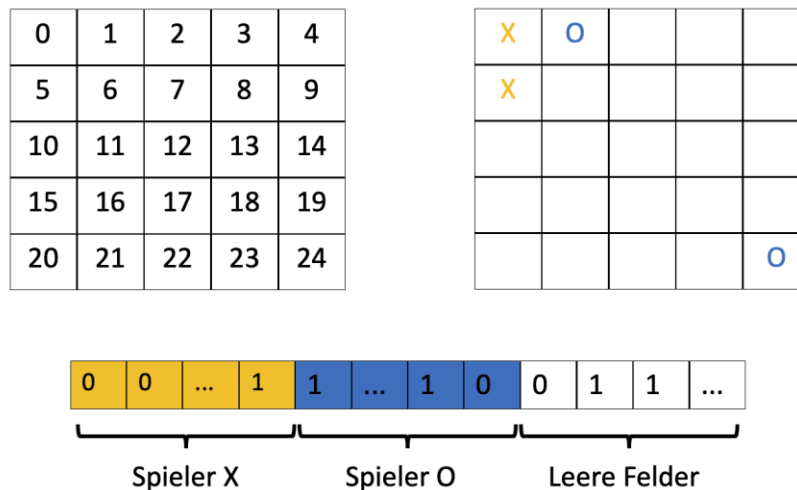 0 1 2 3 4
X O
5 6 7 8 9
X
10 11 12 13 14
15 16 17 18 19
20 21 22 23 24
O
0 0 ... 1 1 ... 1 0 0 1 1 ...
Spieler X Spieler O Leere Felder